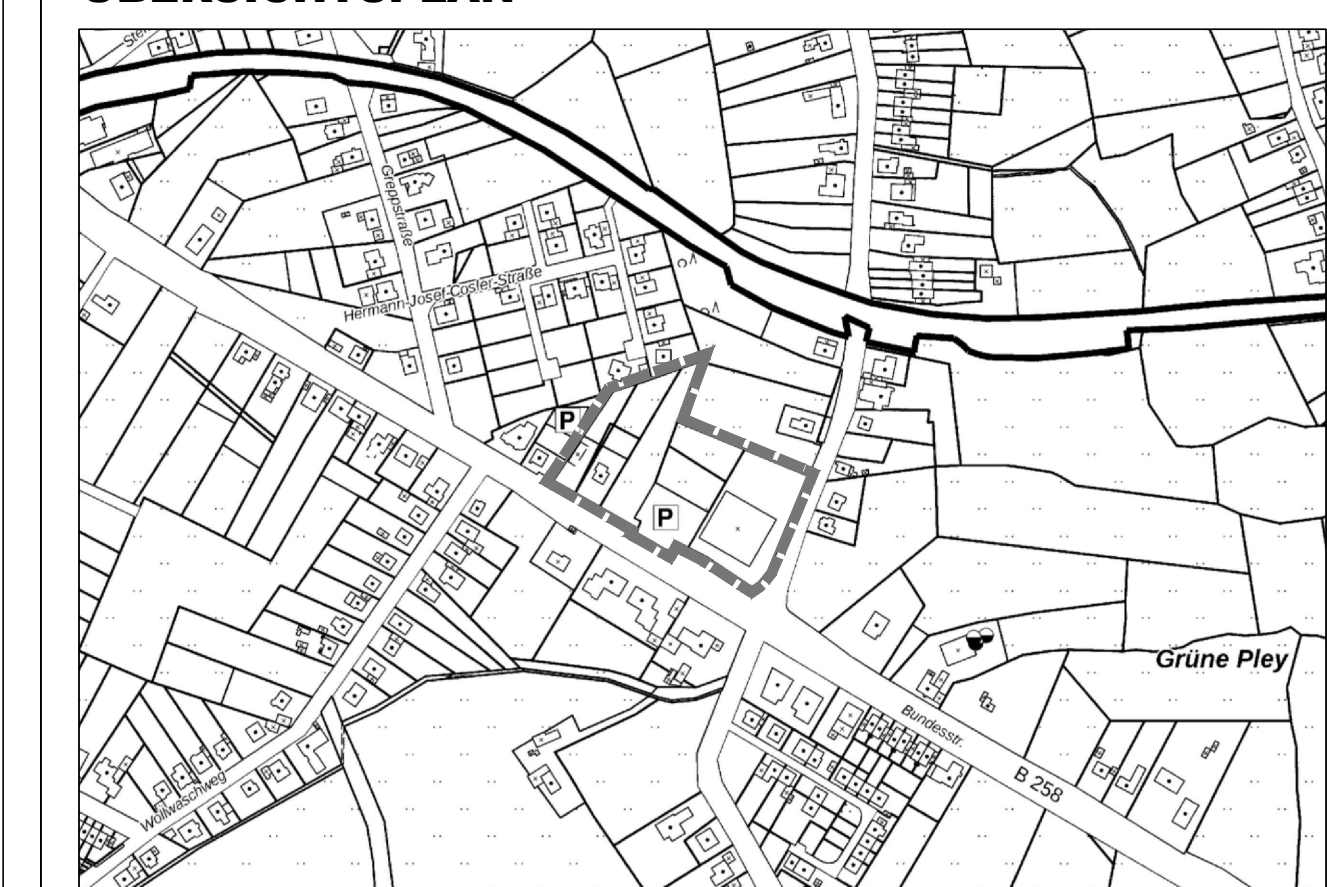 ÜBERSICHTSPLAN
Greppstraße
Hermann-Josef-Cosler-Straße
P
P
Grüne Pley
Bundesstr.
B 258
Wollwaschweg